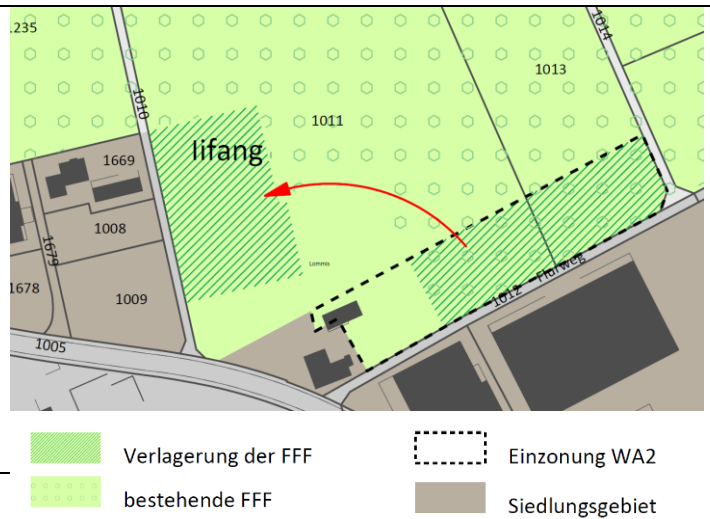 1235
1014
1013
1010
1011
Iifang
1669
1008
1679
Lommis
1678
1009
1012 Flurweg
1005
Verlagerung der FFF
Einzonung WA2
bestehende FFF
Siedlungsgebiet